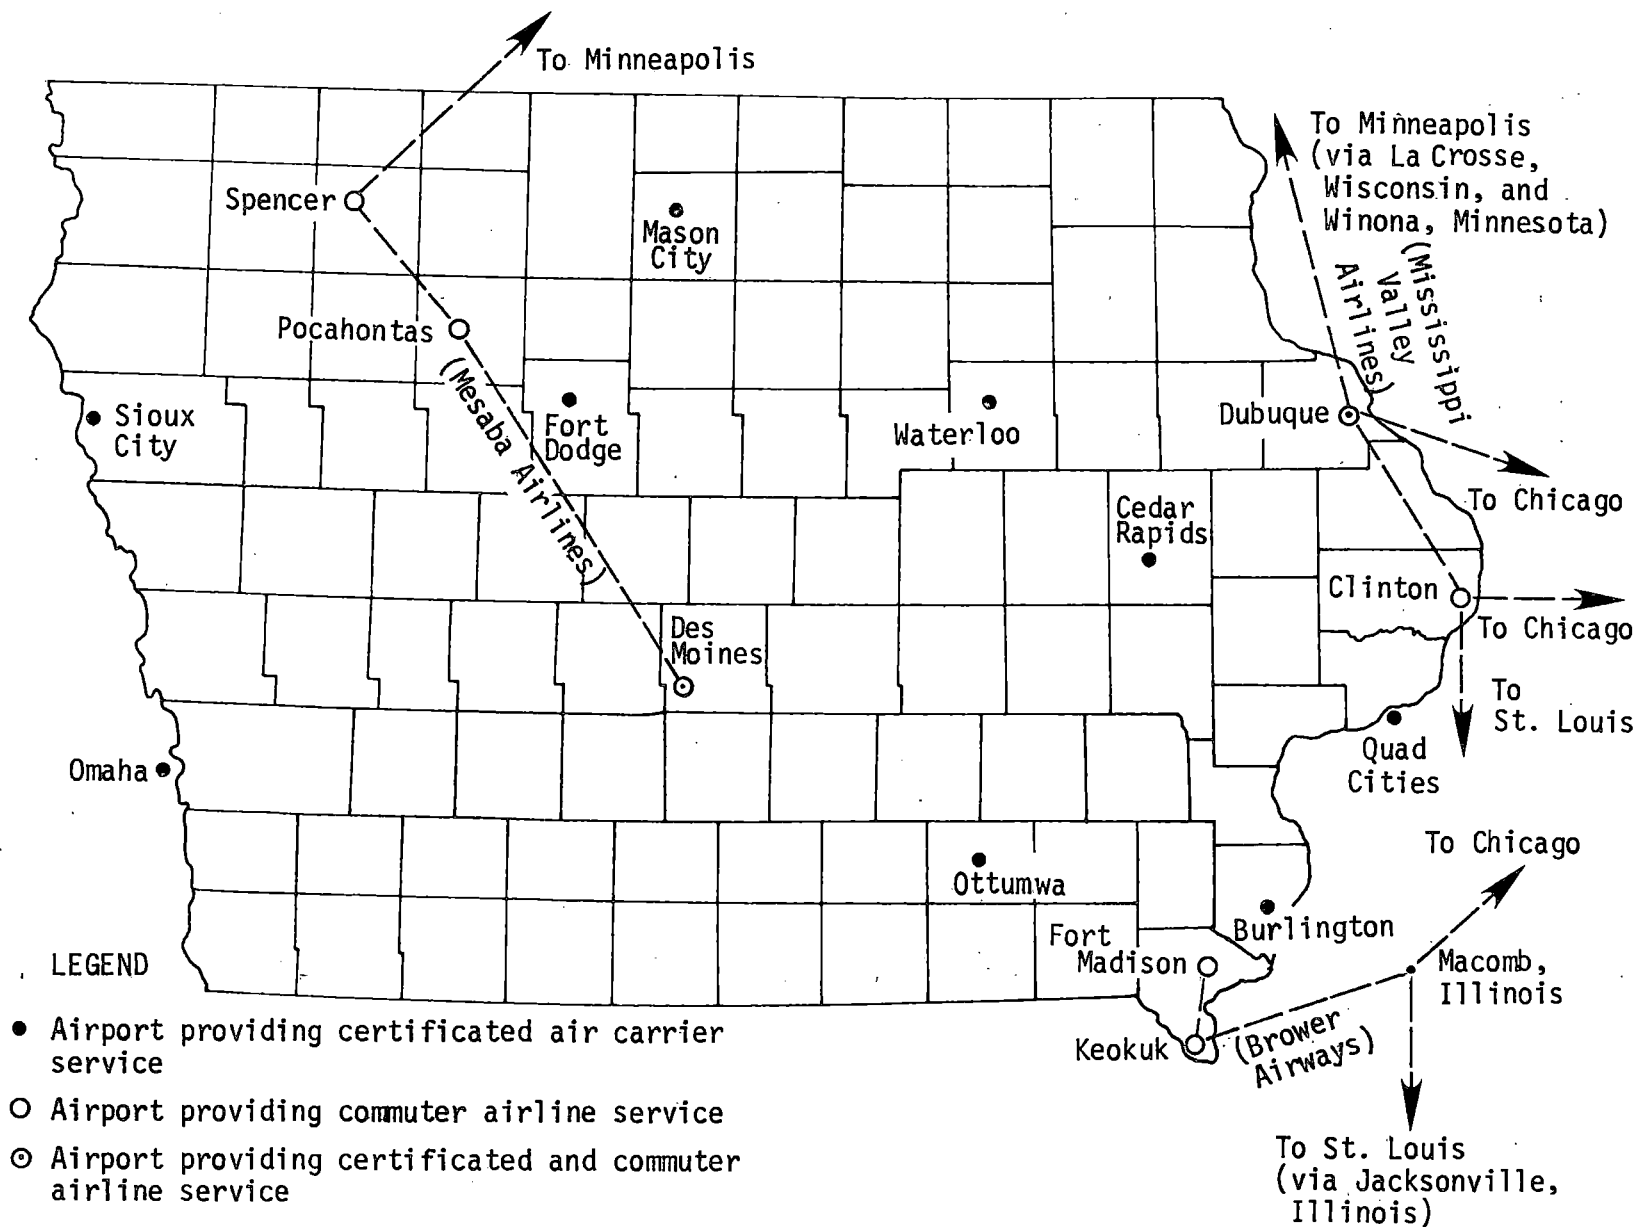 To Minneapolis
To Minneapolis
(via La Crosse,
Wisconsin, and
Winona, Minnesota)
(Mississippi
Valley
Airlines)
Spencer
Mason
City
Pocahontas
(Mesaba Airlines)
Sioux
City
Fort
Dodge
Waterloo
Dubuque
To Chicago
Cedar
Rapids
Clinton
To Chicago
Des
Moines
To
St. Louis
Omaha
Quad
Cities
To Chicago
Ottumwa
Burlington
Fort
Madison
Macomb,
Illinois
Keokuk
(Brower
Airways)
To St. Louis
(via Jacksonville,
Illinois)
LEGEND
Airport providing certificated air carrier
service
Airport providing commuter airline service
Airport providing certificated and commuter
airline service